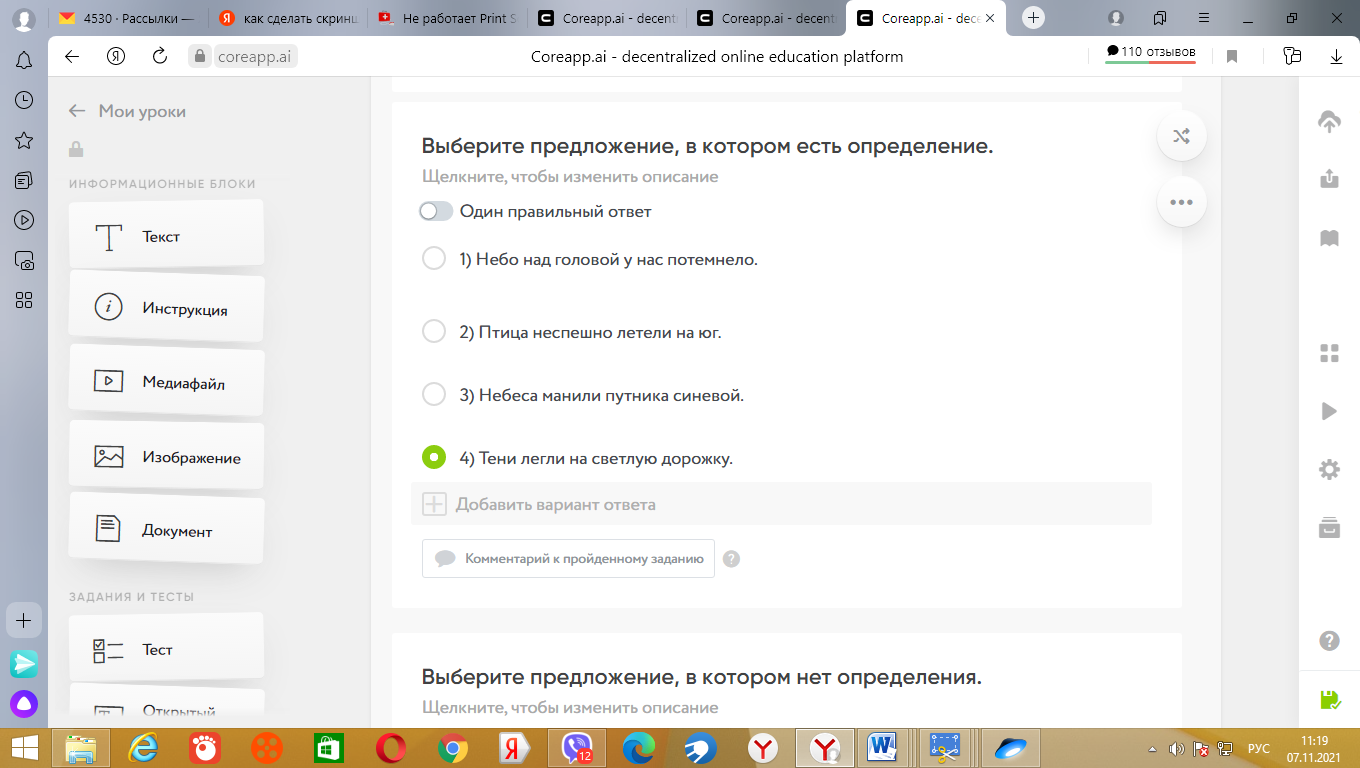 4530 · Рассылки —
как сделать скринш
Не работает Print S
Coreapp.ai - decent
Coreapp.ai - decent
Coreapp.ai - dece
coreapp.ai
Coreapp.ai - decentralized online education platform
110 отзывов
Мои уроки
ИНФОРМАЦИОННЫЕ БЛОКИ
Текст
Инструкция
Медиафайл
Изображение
Документ
ЗАДАНИЯ И ТЕСТЫ
Тест
Открытый
Выберите предложение, в котором есть определение.
Щелкните, чтобы изменить описание
Один правильный ответ
1) Небо над головой у нас потемнело.
2) Птица неспешно летели на юг.
3) Небеса манили путника синевой.
4) Тени легли на светлую дорожку.
Добавить вариант ответа
Комментарий к пройденному заданию
?
Выберите предложение, в котором нет определения.
Щелкните, чтобы изменить описание
12
РУС
11:19
07.11.2021